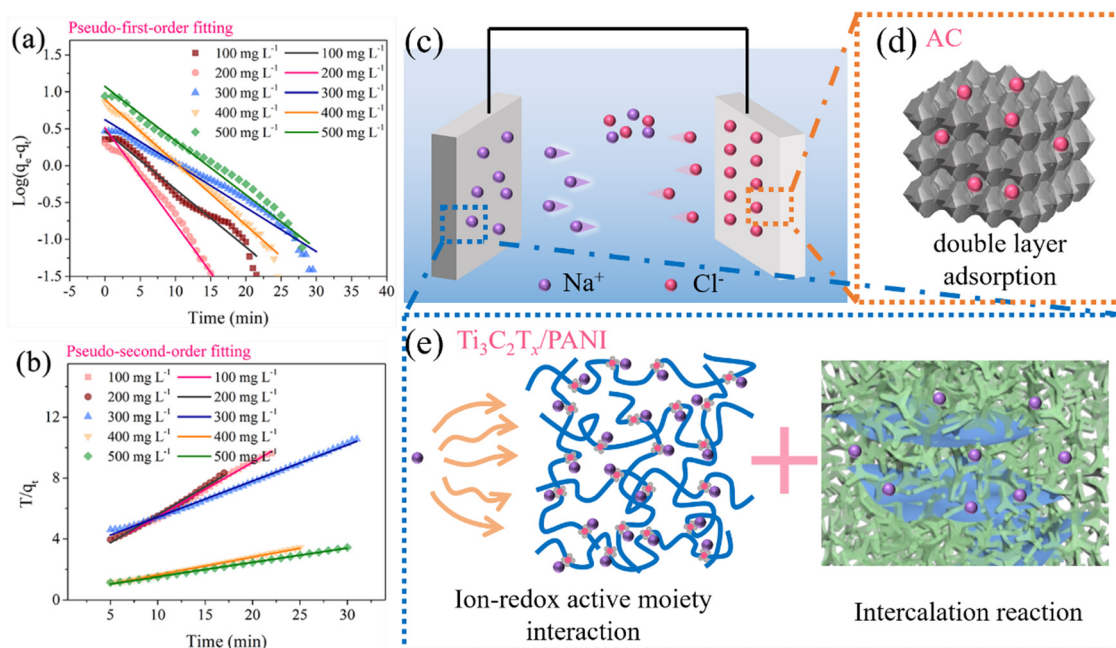 (a)
Pseudo-first-order fitting
100 mg L⁻¹ 100 mg L⁻¹
200 mg L⁻¹ 200 mg L⁻¹
300 mg L⁻¹ 300 mg L⁻¹
400 mg L⁻¹ 400 mg L⁻¹
500 mg L⁻¹ 500 mg L⁻¹
1.5
1.0
0.5
0.0
-0.5
-1.0
-1.5
Log(qₑ-qₜ)
-5 0 5 10 15 20 25 30 35 40
Time (min)
(b)
Pseudo-second-order fitting
100 mg L⁻¹ 100 mg L⁻¹
200 mg L⁻¹ 200 mg L⁻¹
300 mg L⁻¹ 300 mg L⁻¹
400 mg L⁻¹ 400 mg L⁻¹
500 mg L⁻¹ 500 mg L⁻¹
15
12
8
4
0
T/qₜ
5 10 15 20 25 30
Time (min)
(c)
Na⁺ Cl⁻
(d) AC
double layer
adsorption
(e) Ti₃C₂Tₓ/PANI
Ion-redox active moiety
interaction
Intercalation reaction